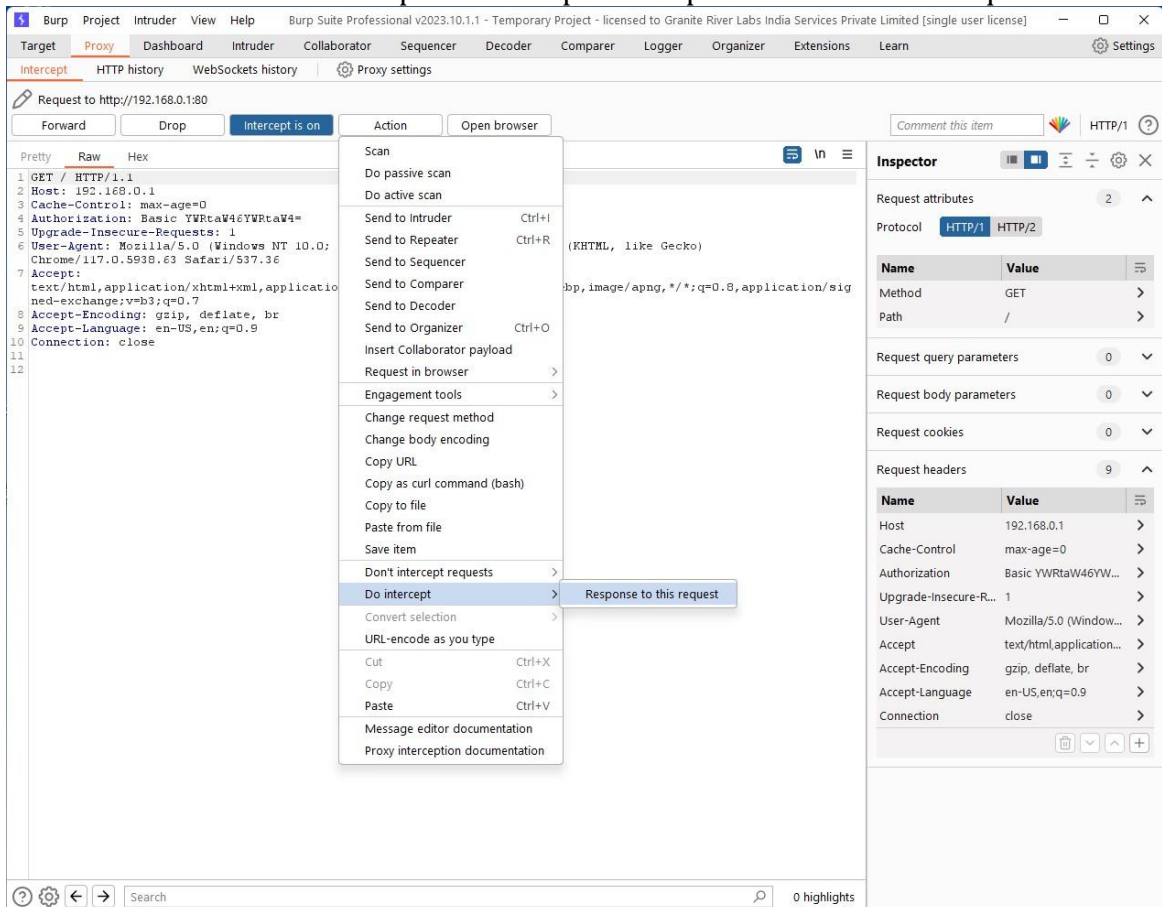 Burp Project Intruder View Help Burp Suite Professional v2023.10.1.1 - Temporary Project - licensed to Granite River Labs India Services Private Limited [single user license]
Target Proxy Dashboard Intruder Collaborator Sequencer Decoder Comparer Logger Organizer Extensions Learn Settings
Intercept HTTP history WebSockets history Proxy settings
Request to http://192.168.0.1:80
Forward Drop Intercept is on Action Open browser Comment this item HTTP/1 ?
Pretty Raw Hex \n
1 GET / HTTP/1.1
2 Host: 192.168.0.1
3 Cache-Control: max-age=0
4 Authorization: Basic YWRtaW46YWRtaW4=
5 Upgrade-Insecure-Requests: 1
6 User-Agent: Mozilla/5.0 (Windows NT 10.0; (KHTML, like Gecko)
Chrome/117.0.5938.63 Safari/537.36
7 Accept:
text/html,application/xhtml+xml,applicatio bp,image/apng,*/*;q=0.8,application/sig
ned-exchange;v=b3;q=0.7
8 Accept-Encoding: gzip, deflate, br
9 Accept-Language: en-US,en;q=0.9
10 Connection: close
11
12
Scan
Do passive scan
Do active scan
Send to Intruder Ctrl+I
Send to Repeater Ctrl+R
Send to Sequencer
Send to Comparer
Send to Decoder
Send to Organizer Ctrl+O
Insert Collaborator payload
Request in browser
Engagement tools
Change request method
Change body encoding
Copy URL
Copy as curl command (bash)
Copy to file
Paste from file
Save item
Don't intercept requests
Do intercept
Response to this request
Convert selection
URL-encode as you type
Cut Ctrl+X
Copy Ctrl+C
Paste Ctrl+V
Message editor documentation
Proxy interception documentation
Inspector
Request attributes 2
Protocol HTTP/1 HTTP/2
Name Value
Method GET
Path /
Request query parameters 0
Request body parameters 0
Request cookies 0
Request headers 9
Name Value
Host 192.168.0.1
Cache-Control max-age=0
Authorization Basic YWRtaW46YW...
Upgrade-Insecure-R... 1
User-Agent Mozilla/5.0 (Window...
Accept text/html,application...
Accept-Encoding gzip, deflate, br
Accept-Language en-US,en;q=0.9
Connection close
? Search 0 highlights